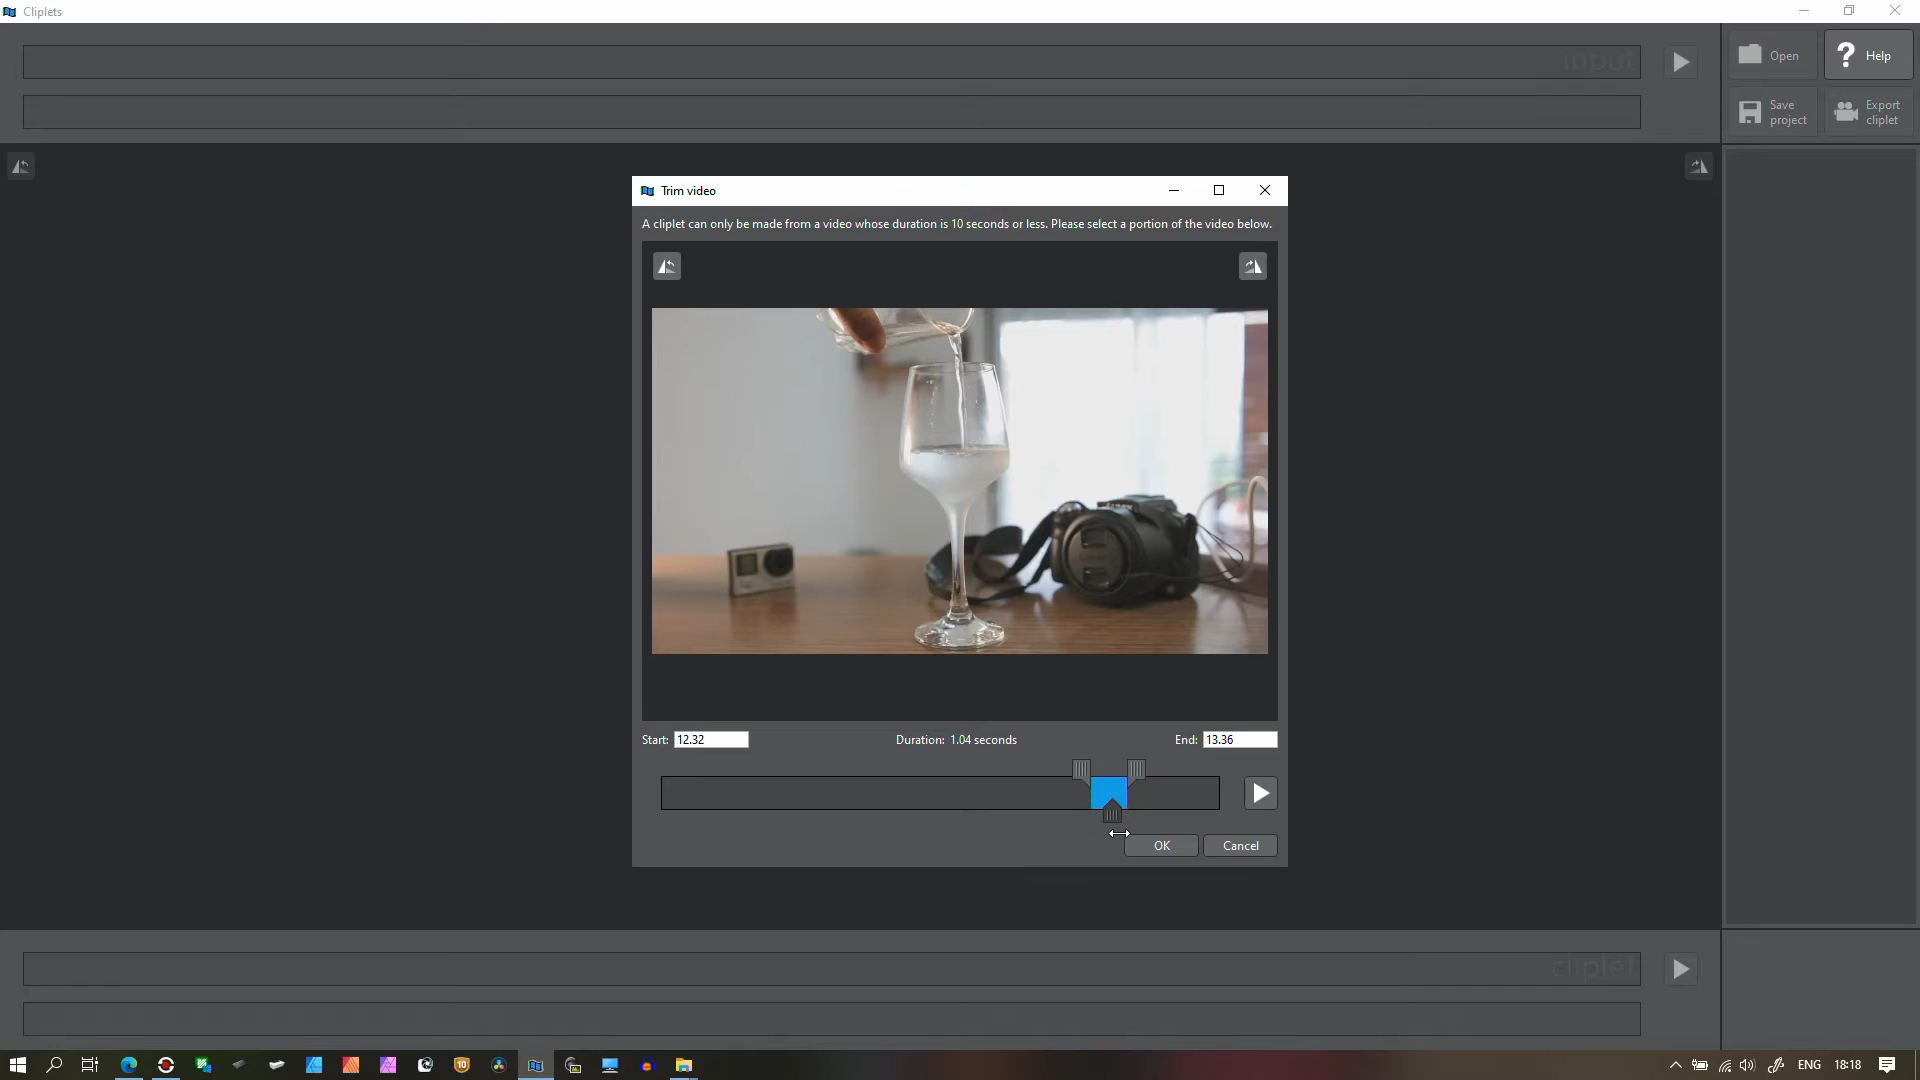 Cliplets
input
Open
Help
Save
project
Export
cliplet
Trim video
A cliplet can only be made from a video whose duration is 10 seconds or less. Please select a portion of the video below.
Start: 12.32
Duration: 1.04 seconds
End: 13.36
OK
Cancel
cliplet
10
ENG
18:18